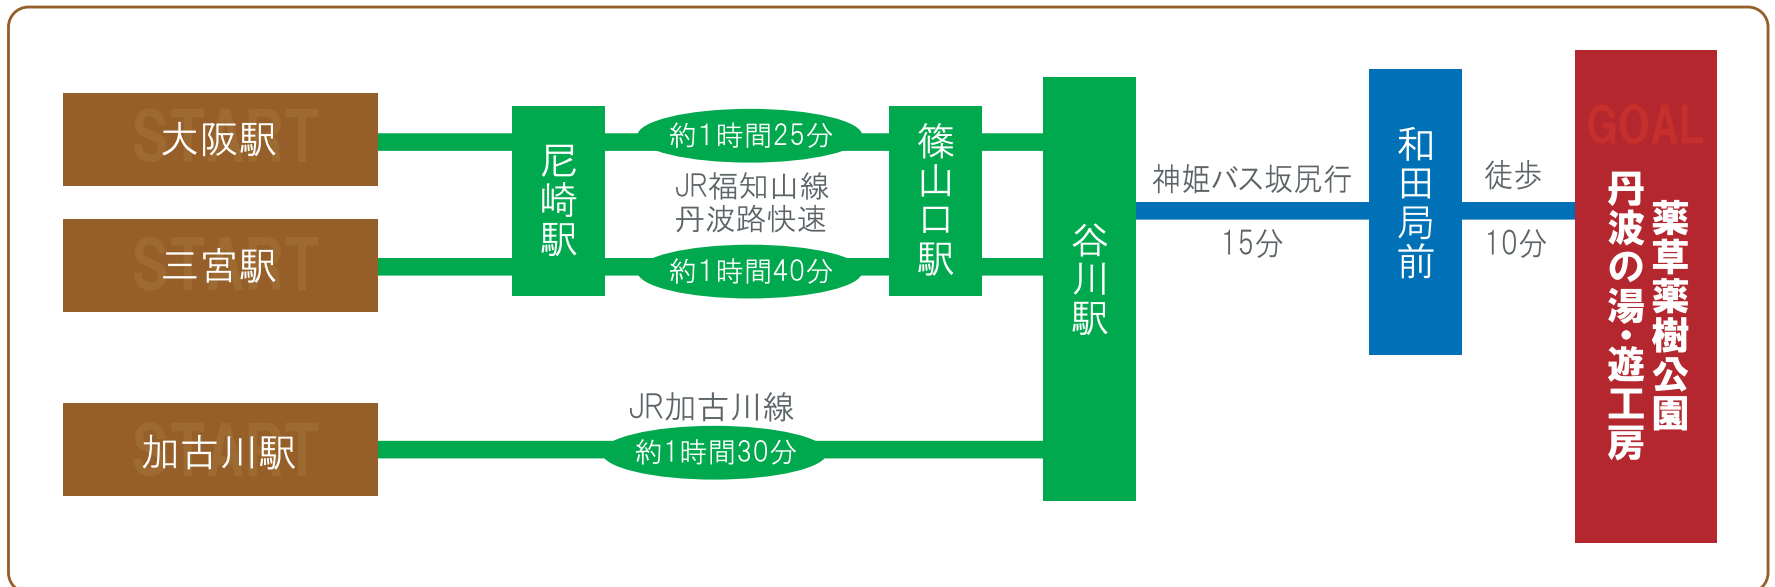 START
大阪駅
START
三宮駅
START
加古川駅
尼崎駅
約1時間25分
JR福知山線
丹波路快速
約1時間40分
篠山口駅
JR加古川線
約1時間30分
谷川駅
神姫バス坂尻行
15分
和田局前
徒歩
10分
GOAL
薬草薬樹公園
丹波の湯・遊工房